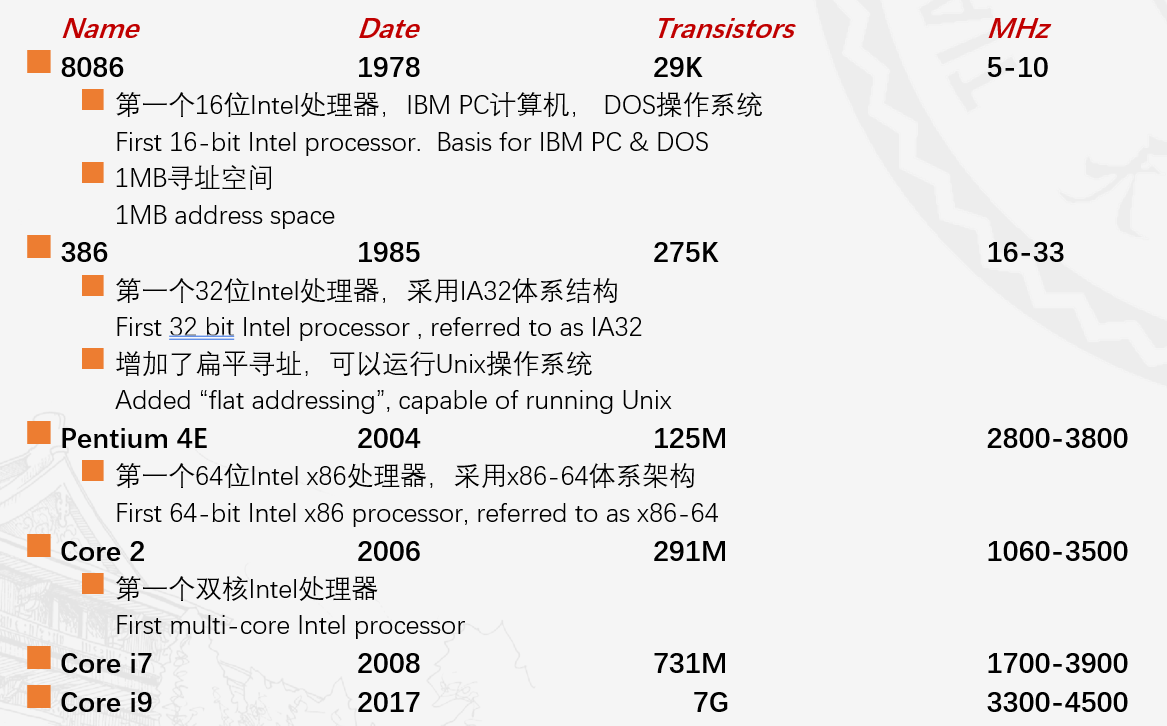 Name Date Transistors MHz
8086 1978 29K 5-10
第一个16位Intel处理器，IBM PC计算机， DOS操作系统
First 16-bit Intel processor. Basis for IBM PC & DOS
1MB寻址空间
1MB address space
386 1985 275K 16-33
第一个32位Intel处理器，采用IA32体系结构
First 32 bit Intel processor , referred to as IA32
增加了扁平寻址，可以运行Unix操作系统
Added “flat addressing”, capable of running Unix
Pentium 4E 2004 125M 2800-3800
第一个64位Intel x86处理器，采用x86-64体系架构
First 64-bit Intel x86 processor, referred to as x86-64
Core 2 2006 291M 1060-3500
第一个双核Intel处理器
First multi-core Intel processor
Core i7 2008 731M 1700-3900
Core i9 2017 7G 3300-4500